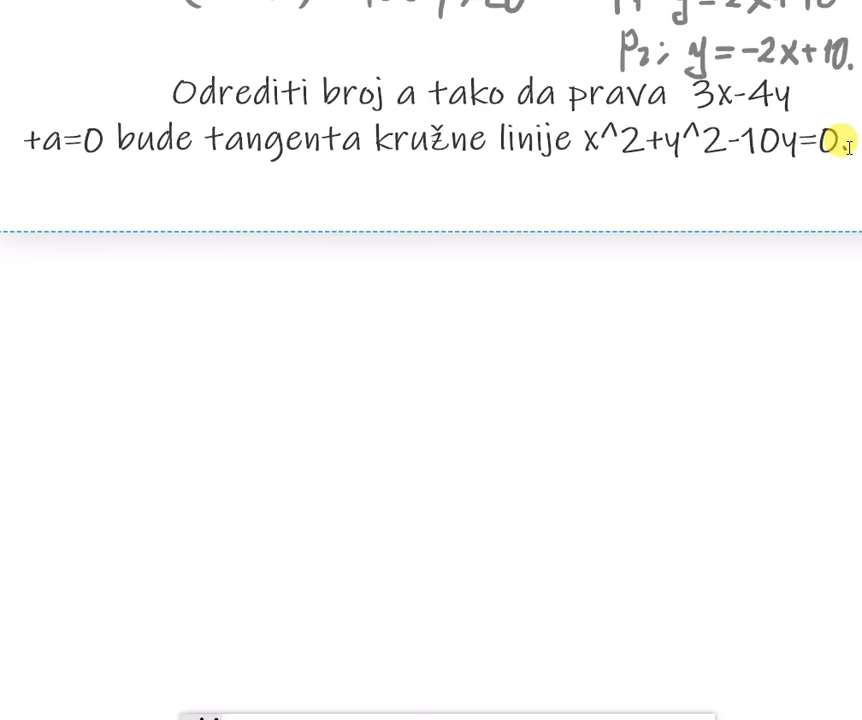 P2: y=-2x+10.
Odrediti broj a tako da prava 3x-4y
+a=0 bude tangenta kružne linije x^2+y^2-10y=0.